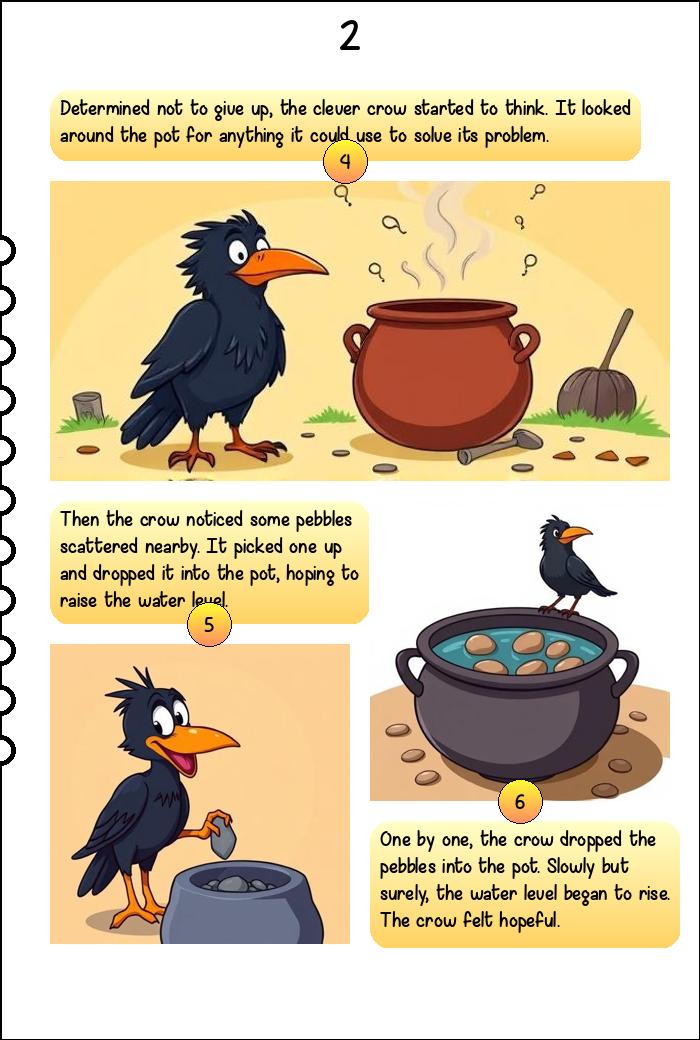 2
Determined not to give up, the clever crow started to think. It looked
around the pot for anything it could use to solve its problem.
4
Then the crow noticed some pebbles
scattered nearby. It picked one up
and dropped it into the pot, hoping to
raise the water level.
5
6
One by one, the crow dropped the
pebbles into the pot. Slowly but
surely, the water level began to rise.
The crow felt hopeful.